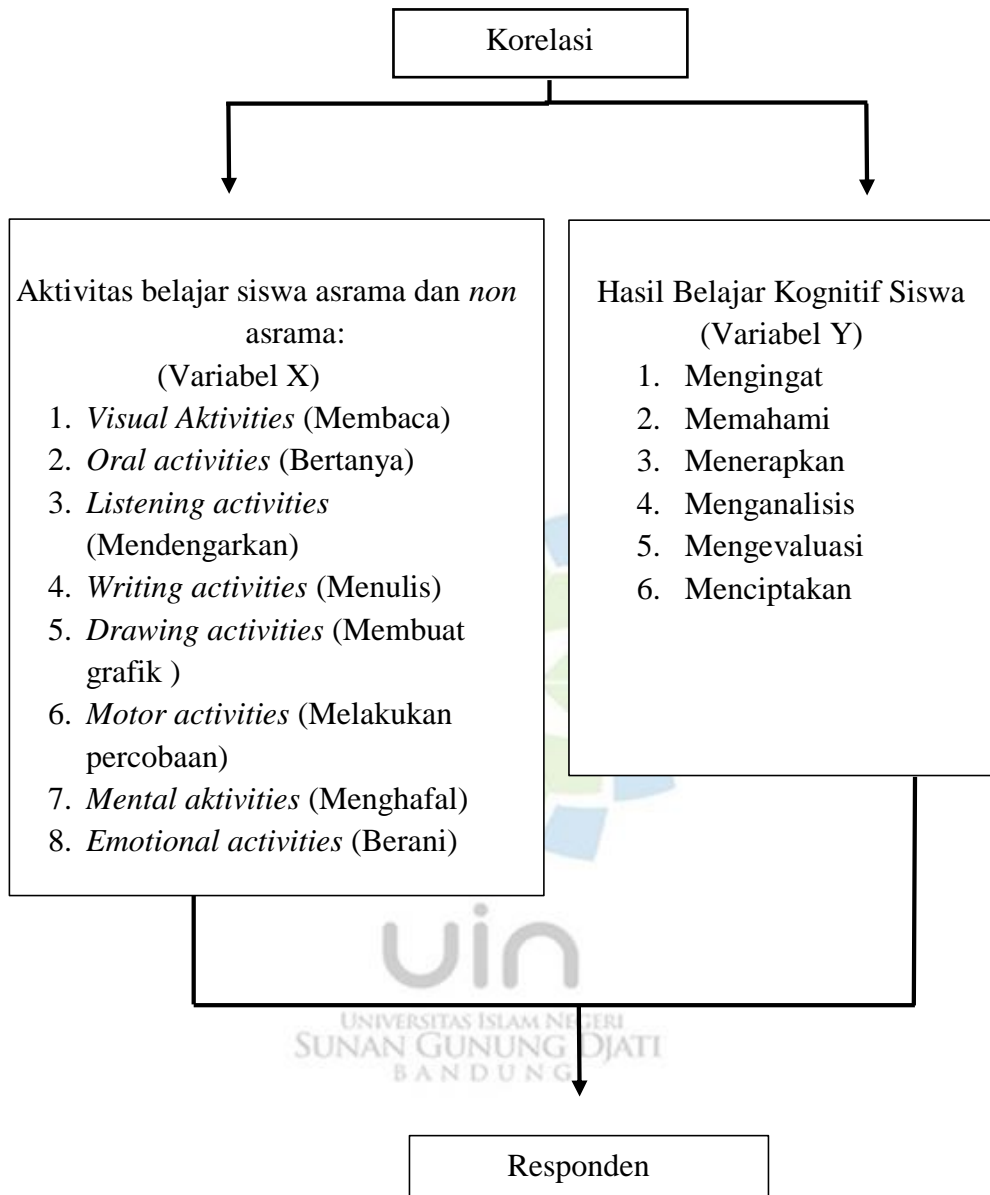 Korelasi
Aktivitas belajar siswa asrama dan non
asrama:
(Variabel X)
1. Visual Aktivities (Membaca)
2. Oral activities (Bertanya)
3. Listening activities
(Mendengarkan)
4. Writing activities (Menulis)
5. Drawing activities (Membuat
grafik )
6. Motor activities (Melakukan
percobaan)
7. Mental aktivities (Menghafal)
8. Emotional activities (Berani)
Hasil Belajar Kognitif Siswa
(Variabel Y)
1. Mengingat
2. Memahami
3. Menerapkan
4. Menganalisis
5. Mengevaluasi
6. Menciptakan
uin
UNIVERSITAS ISLAM NEGERI
SUNAN GUNUNG DJATI
BANDUNG
Responden